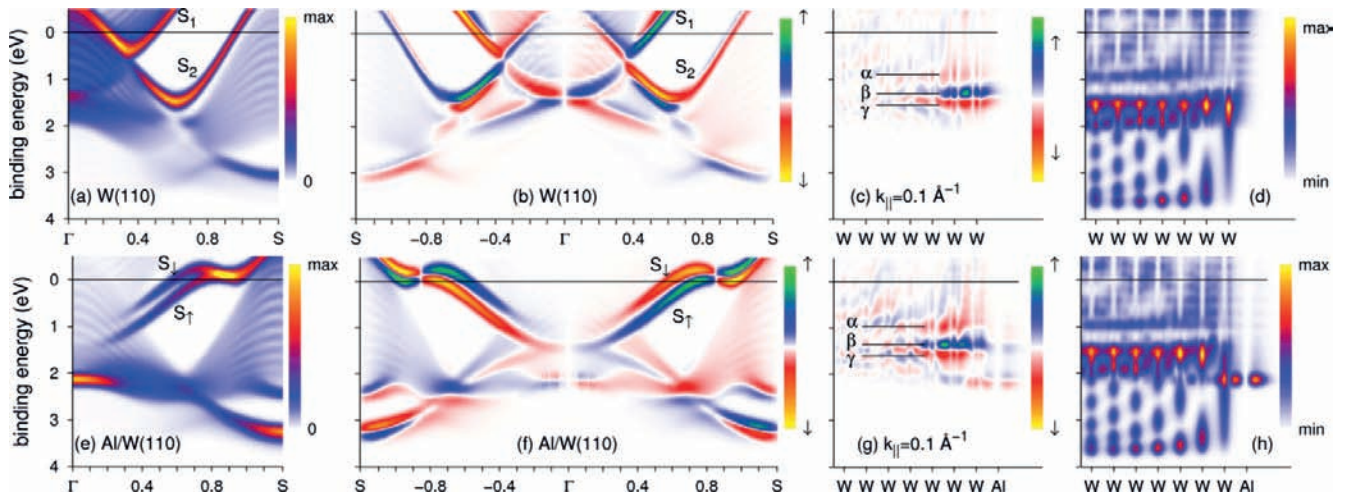 binding energy (eV)
0
1
2
3
4
S₁
S₂
(a) W(110)
max
0
Γ 0.4 0.8 S
S₁
S₂
(b) W(110)
↑
↓
S −0.8 −0.4 Γ 0.4 0.8 S
α
β
γ
(c) k||=0.1 Å⁻¹
↑
↓
W W W W W W W
(d)
max
min
W W W W W W W
binding energy (eV)
0
1
2
3
4
S↓
S↑
(e) Al/W(110)
max
0
Γ 0.4 0.8 S
S↓
S↑
(f) Al/W(110)
↑
↓
S −0.8 −0.4 Γ 0.4 0.8 S
α
β
γ
(g) k||=0.1 Å⁻¹
↑
↓
W W W W W W W Al
(h)
max
min
W W W W W W W Al